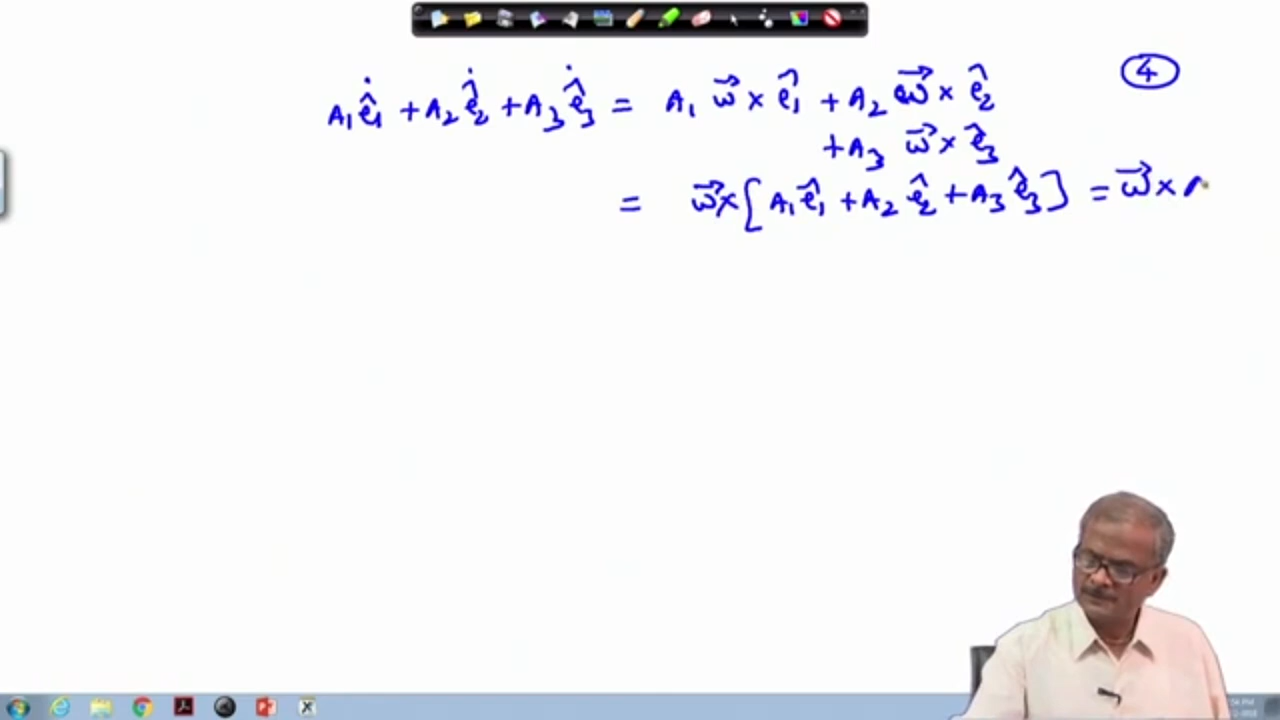 ④
A₁ ė̂₁ + A₂ ė̂₂ + A₃ ė̂₃ = A₁ ω⃗ × ê₁ + A₂ ω⃗ × ê₂
+ A₃ ω⃗ × ê₃
= ω⃗ × [A₁ ê₁ + A₂ ê₂ + A₃ ê₃] = ω⃗ ×